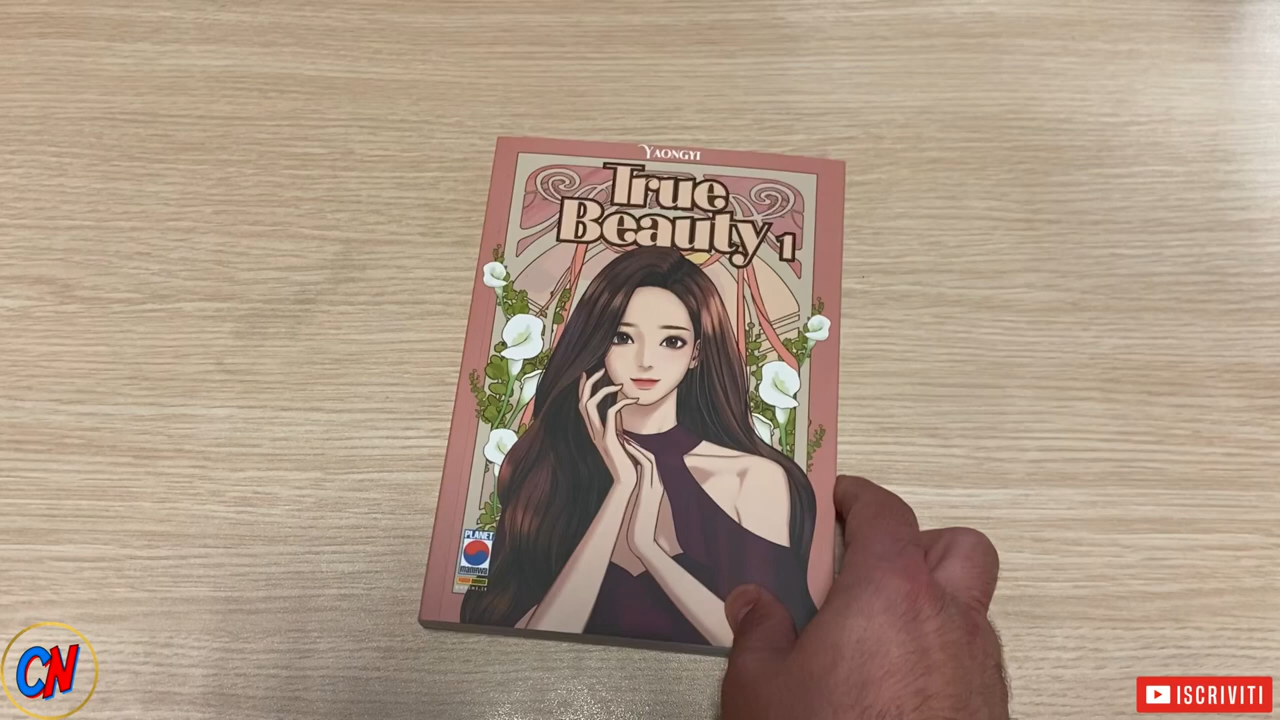 YAONGYI
True
Beauty 1
PLANET
manhwa
CN
ISCRIVITI